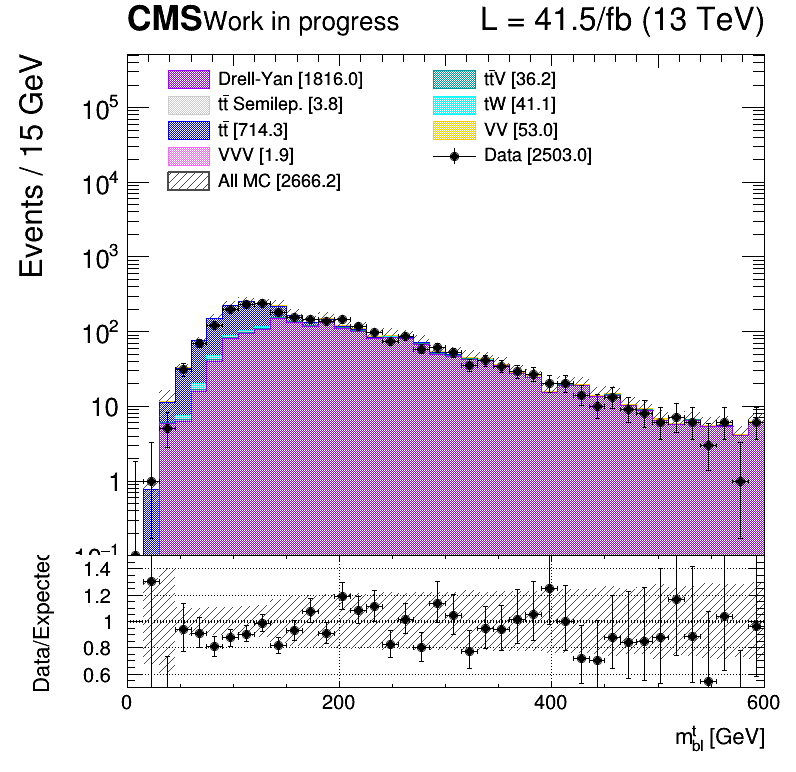 CMS Work in progress L = 41.5/fb (13 TeV)
Events / 15 GeV
Drell-Yan [1816.0] tt̄V [36.2]
tt̄ Semilep. [3.8] tW [41.1]
tt̄ [714.3] VV [53.0]
VVV [1.9] Data [2503.0]
All MC [2666.2]
10⁵
10⁴
10³
10²
10
1
10⁻¹
Data/Expected
1.4
1.2
1
0.8
0.6
0 200 400 600
m^t_bl [GeV]